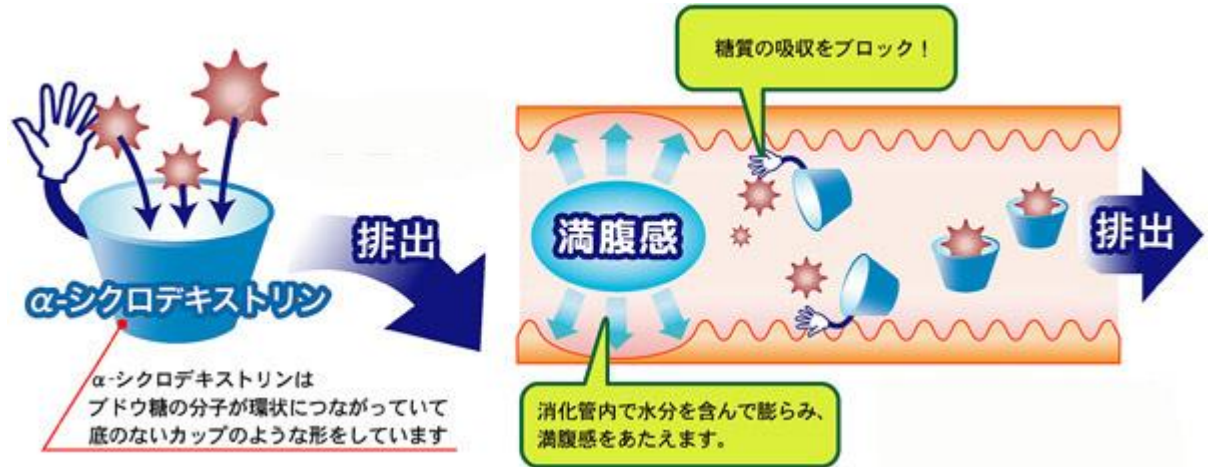 α-シクロデキストリン
α-シクロデキストリンは
ブドウ糖の分子が環状につながっていて
底のないカップのような形をしています
排出
糖質の吸収をブロック！
満腹感
消化管内で水分を含んで膨らみ、
満腹感をあたえます。
排出